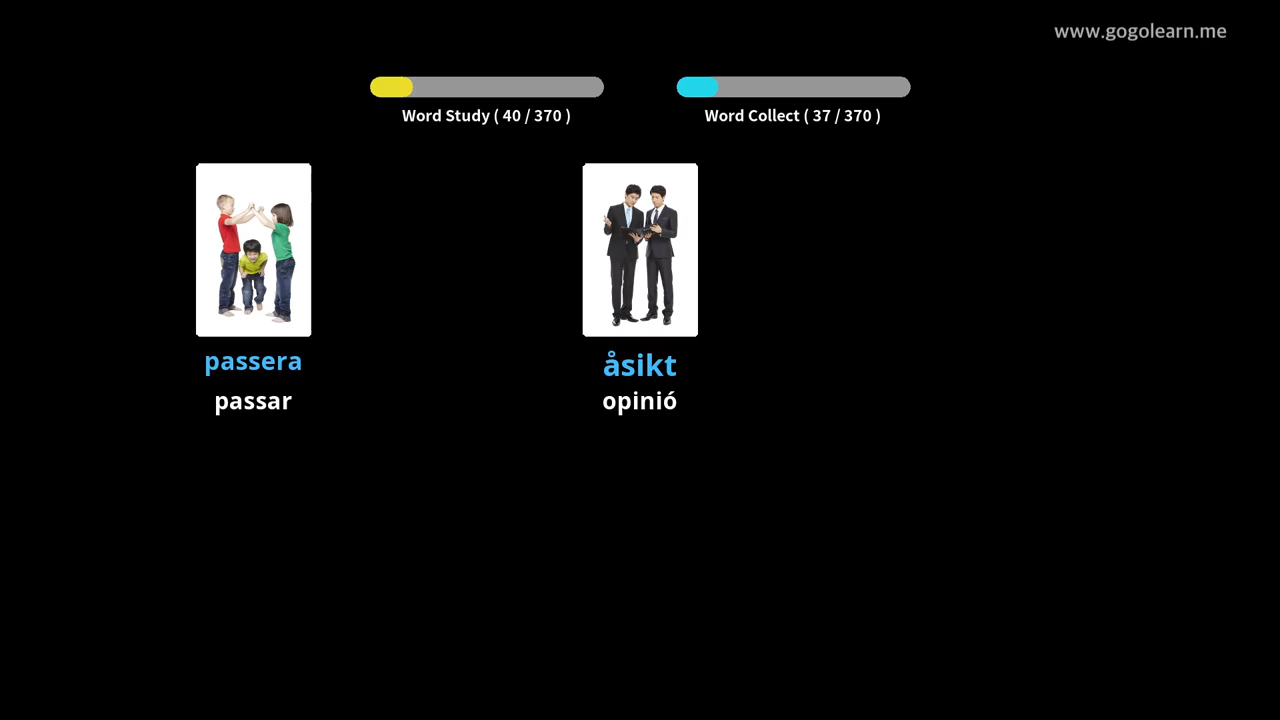 www.gogolearn.me
Word Study ( 40 / 370 )
Word Collect ( 37 / 370 )
passera
passar
åsikt
opinió